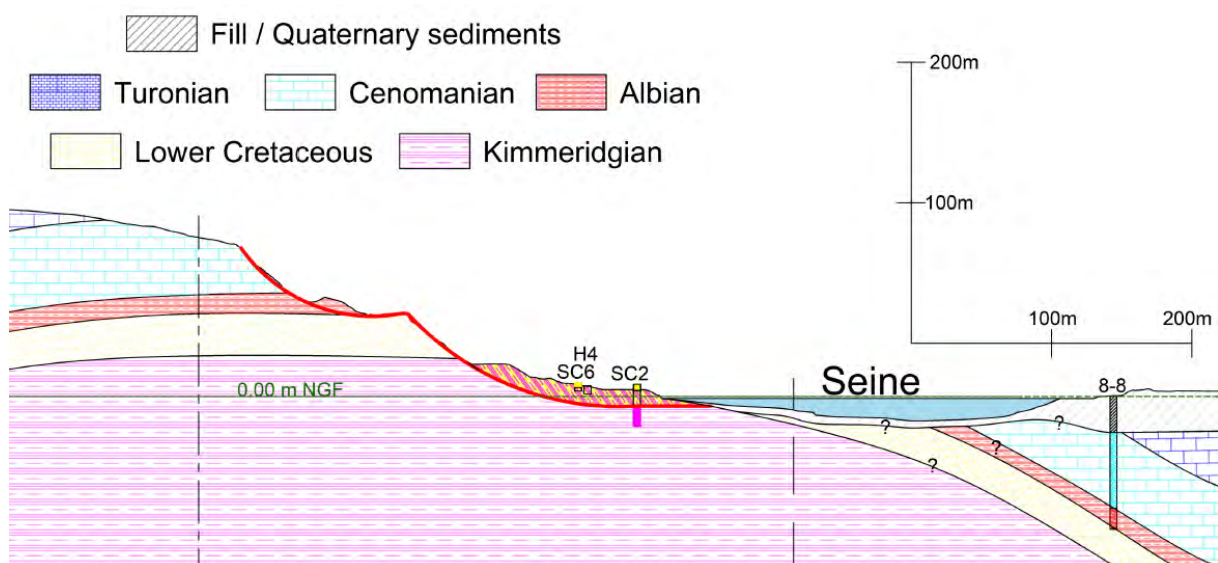 Fill / Quaternary sediments
Turonian
Cenomanian
Albian
Lower Cretaceous
Kimmeridgian
200m
100m
100m
200m
H4
SC6
SC2
0.00 m NGF
Seine
8-8
?
?
?
?